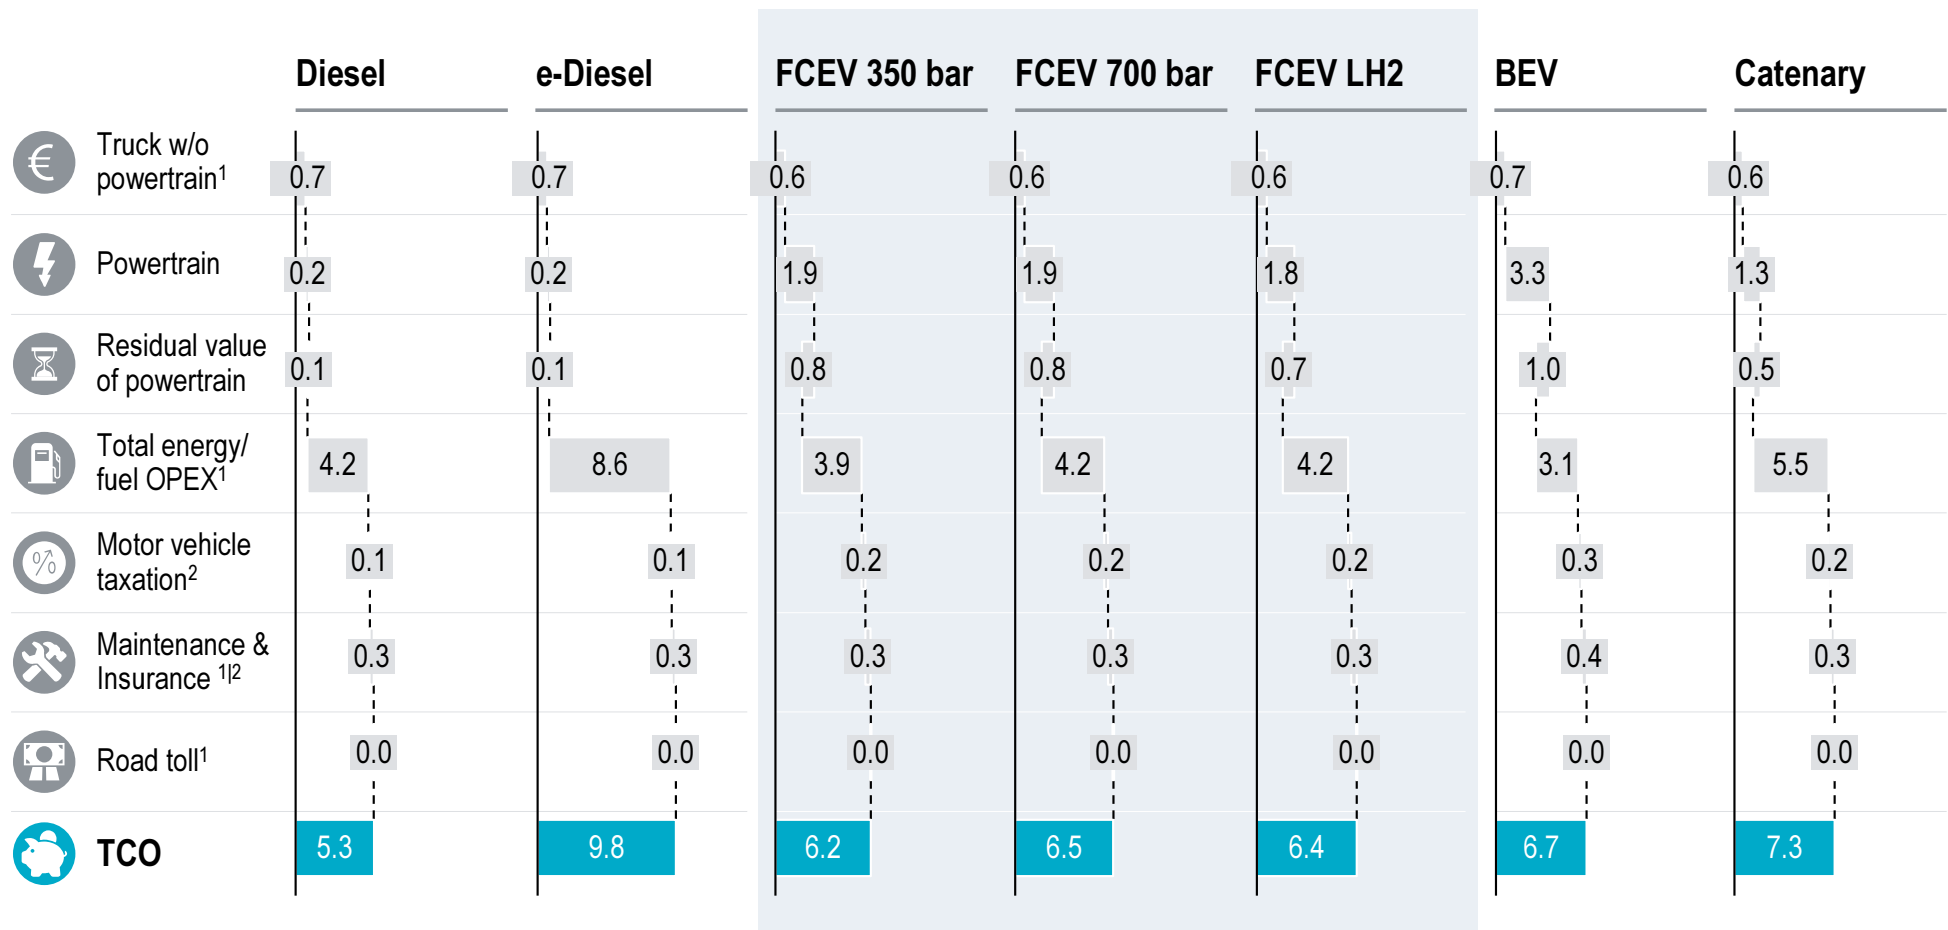 Diesel e-Diesel FCEV 350 bar FCEV 700 bar FCEV LH2 BEV Catenary
Truck w/o
powertrain1 0.7 0.7 0.6 0.6 0.6 0.7 0.6
Powertrain 0.2 0.2 1.9 1.9 1.8 3.3 1.3
Residual value
of powertrain 0.1 0.1 0.8 0.8 0.7 1.0 0.5
Total energy/
fuel OPEX1 4.2 8.6 3.9 4.2 4.2 3.1 5.5
Motor vehicle
taxation2 0.1 0.1 0.2 0.2 0.2 0.3 0.2
Maintenance &
Insurance 1|2 0.3 0.3 0.3 0.3 0.3 0.4 0.3
Road toll1 0.0 0.0 0.0 0.0 0.0 0.0 0.0
TCO 5.3 9.8 6.2 6.5 6.4 6.7 7.3